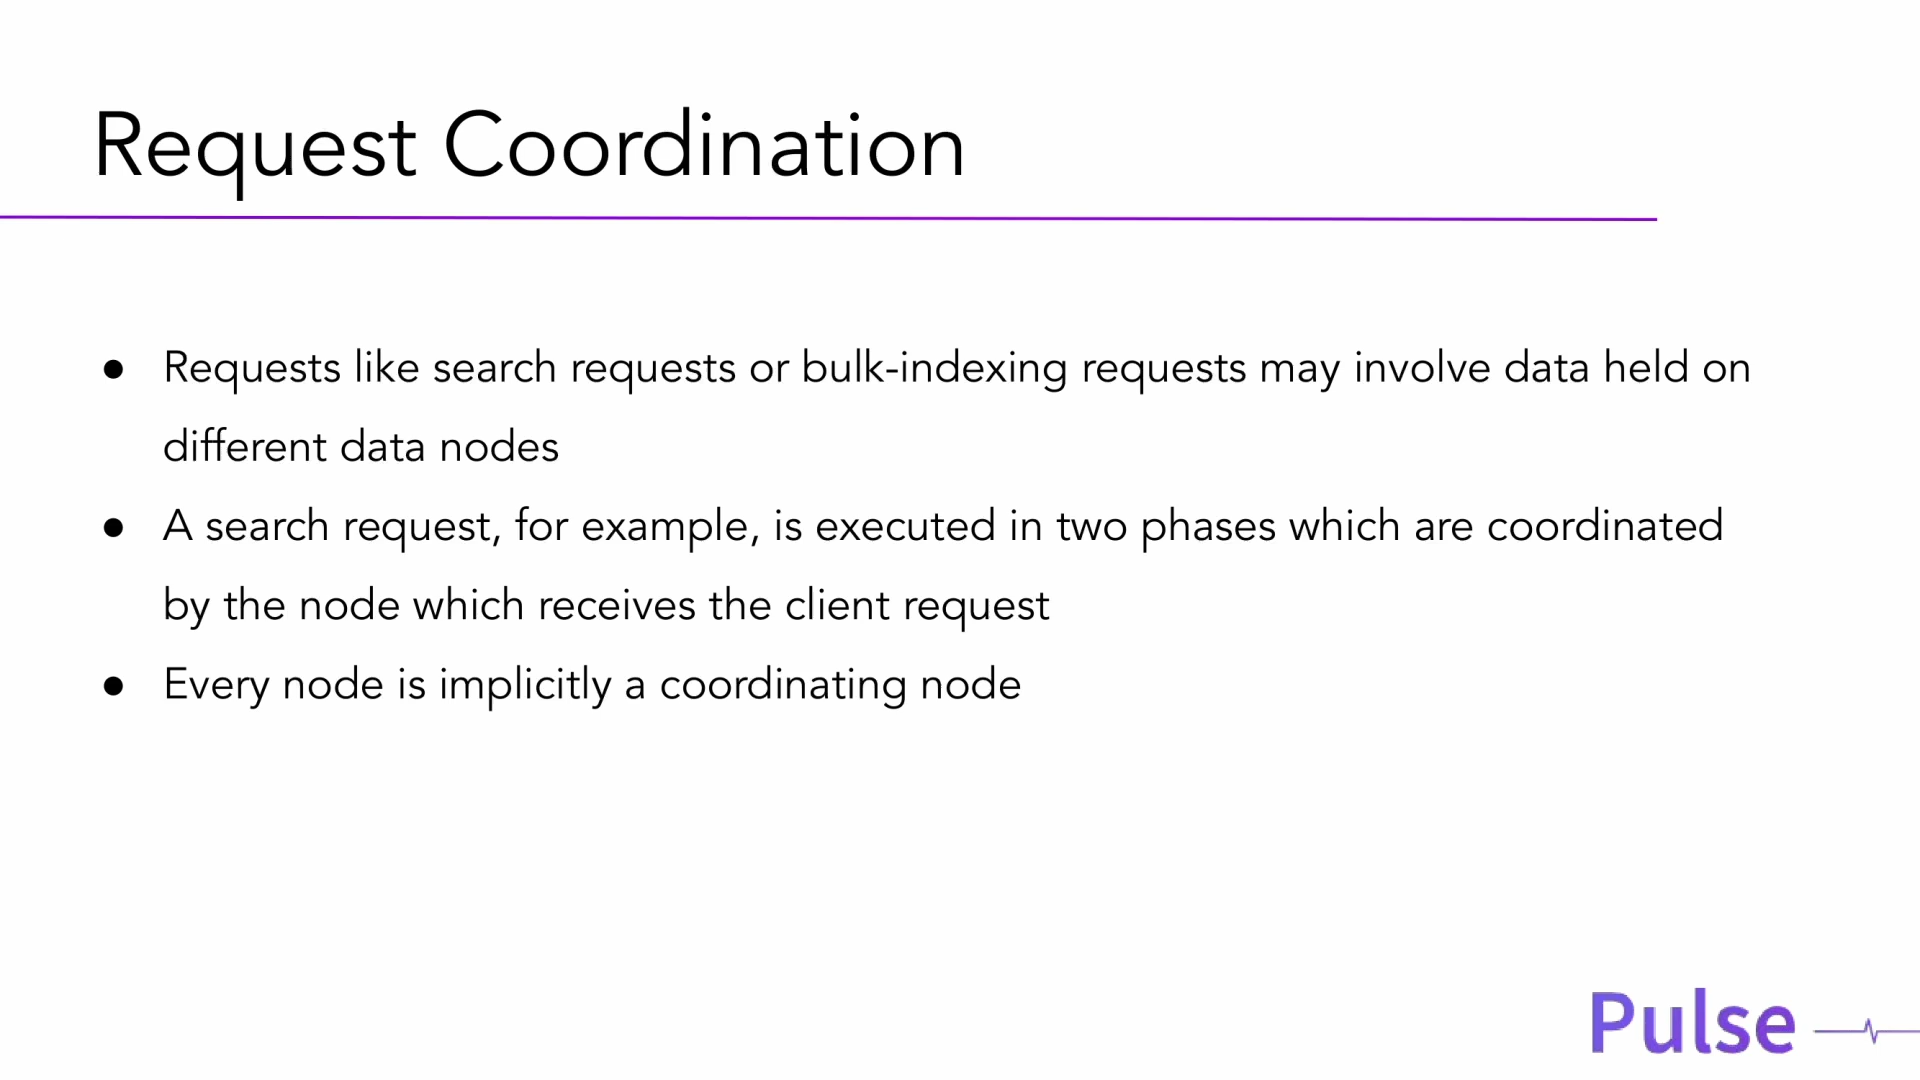 Request Coordination
● Requests like search requests or bulk-indexing requests may involve data held on
different data nodes
● A search request, for example, is executed in two phases which are coordinated
by the node which receives the client request
● Every node is implicitly a coordinating node
Pulse